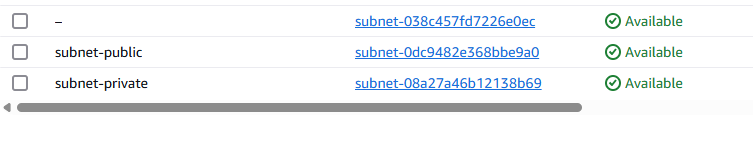 – subnet-038c457fd7226e0ec Available
subnet-public subnet-0dc9482e368bbe9a0 Available
subnet-private subnet-08a27a46b12138b69 Available